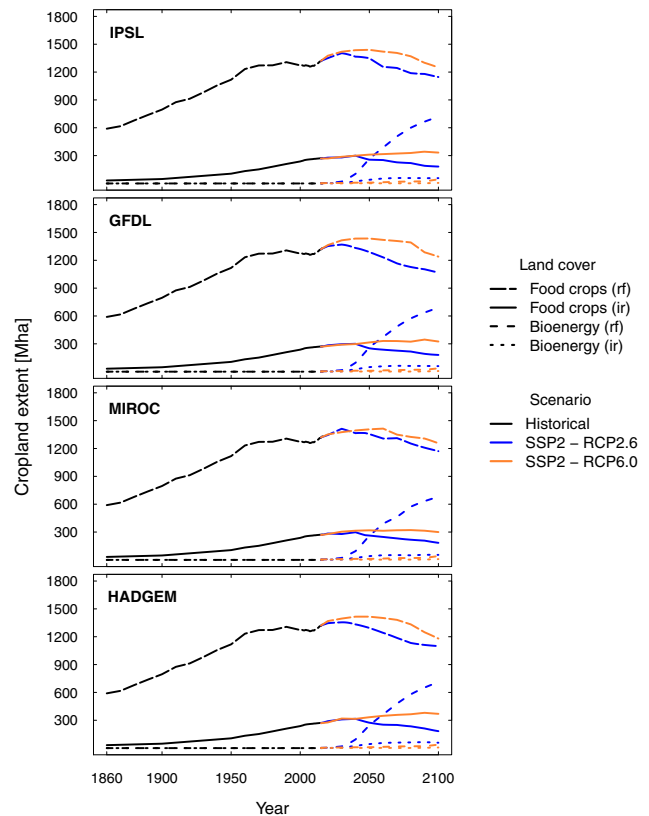 1800
1500
1200
900
600
300
IPSL
1800
1500
1200
900
600
300
GFDL
1800
1500
1200
900
600
300
MIROC
1800
1500
1200
900
600
300
HADGEM
Cropland extent [Mha]
1860 1900 1950 2000 2050 2100
Year
Land cover
Food crops (rf)
Food crops (ir)
Bioenergy (rf)
Bioenergy (ir)
Scenario
Historical
SSP2 − RCP2.6
SSP2 − RCP6.0